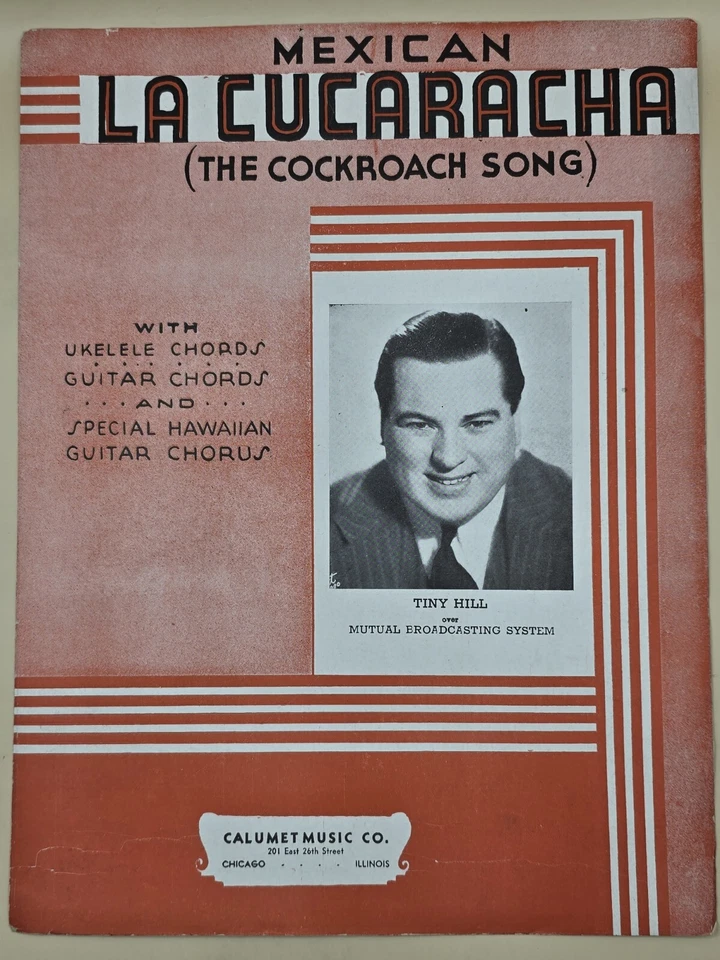 MEXICAN
LA CUCARACHA
(THE COCKROACH SONG)
WITH
UKELELE CHORDS
GUITAR CHORDS
· · · AND · · ·
SPECIAL HAWAIIAN
GUITAR CHORUS
TINY HILL
over
MUTUAL BROADCASTING SYSTEM
CALUMET MUSIC CO.
201 East 26th Street
CHICAGO · · · · ILLINOIS